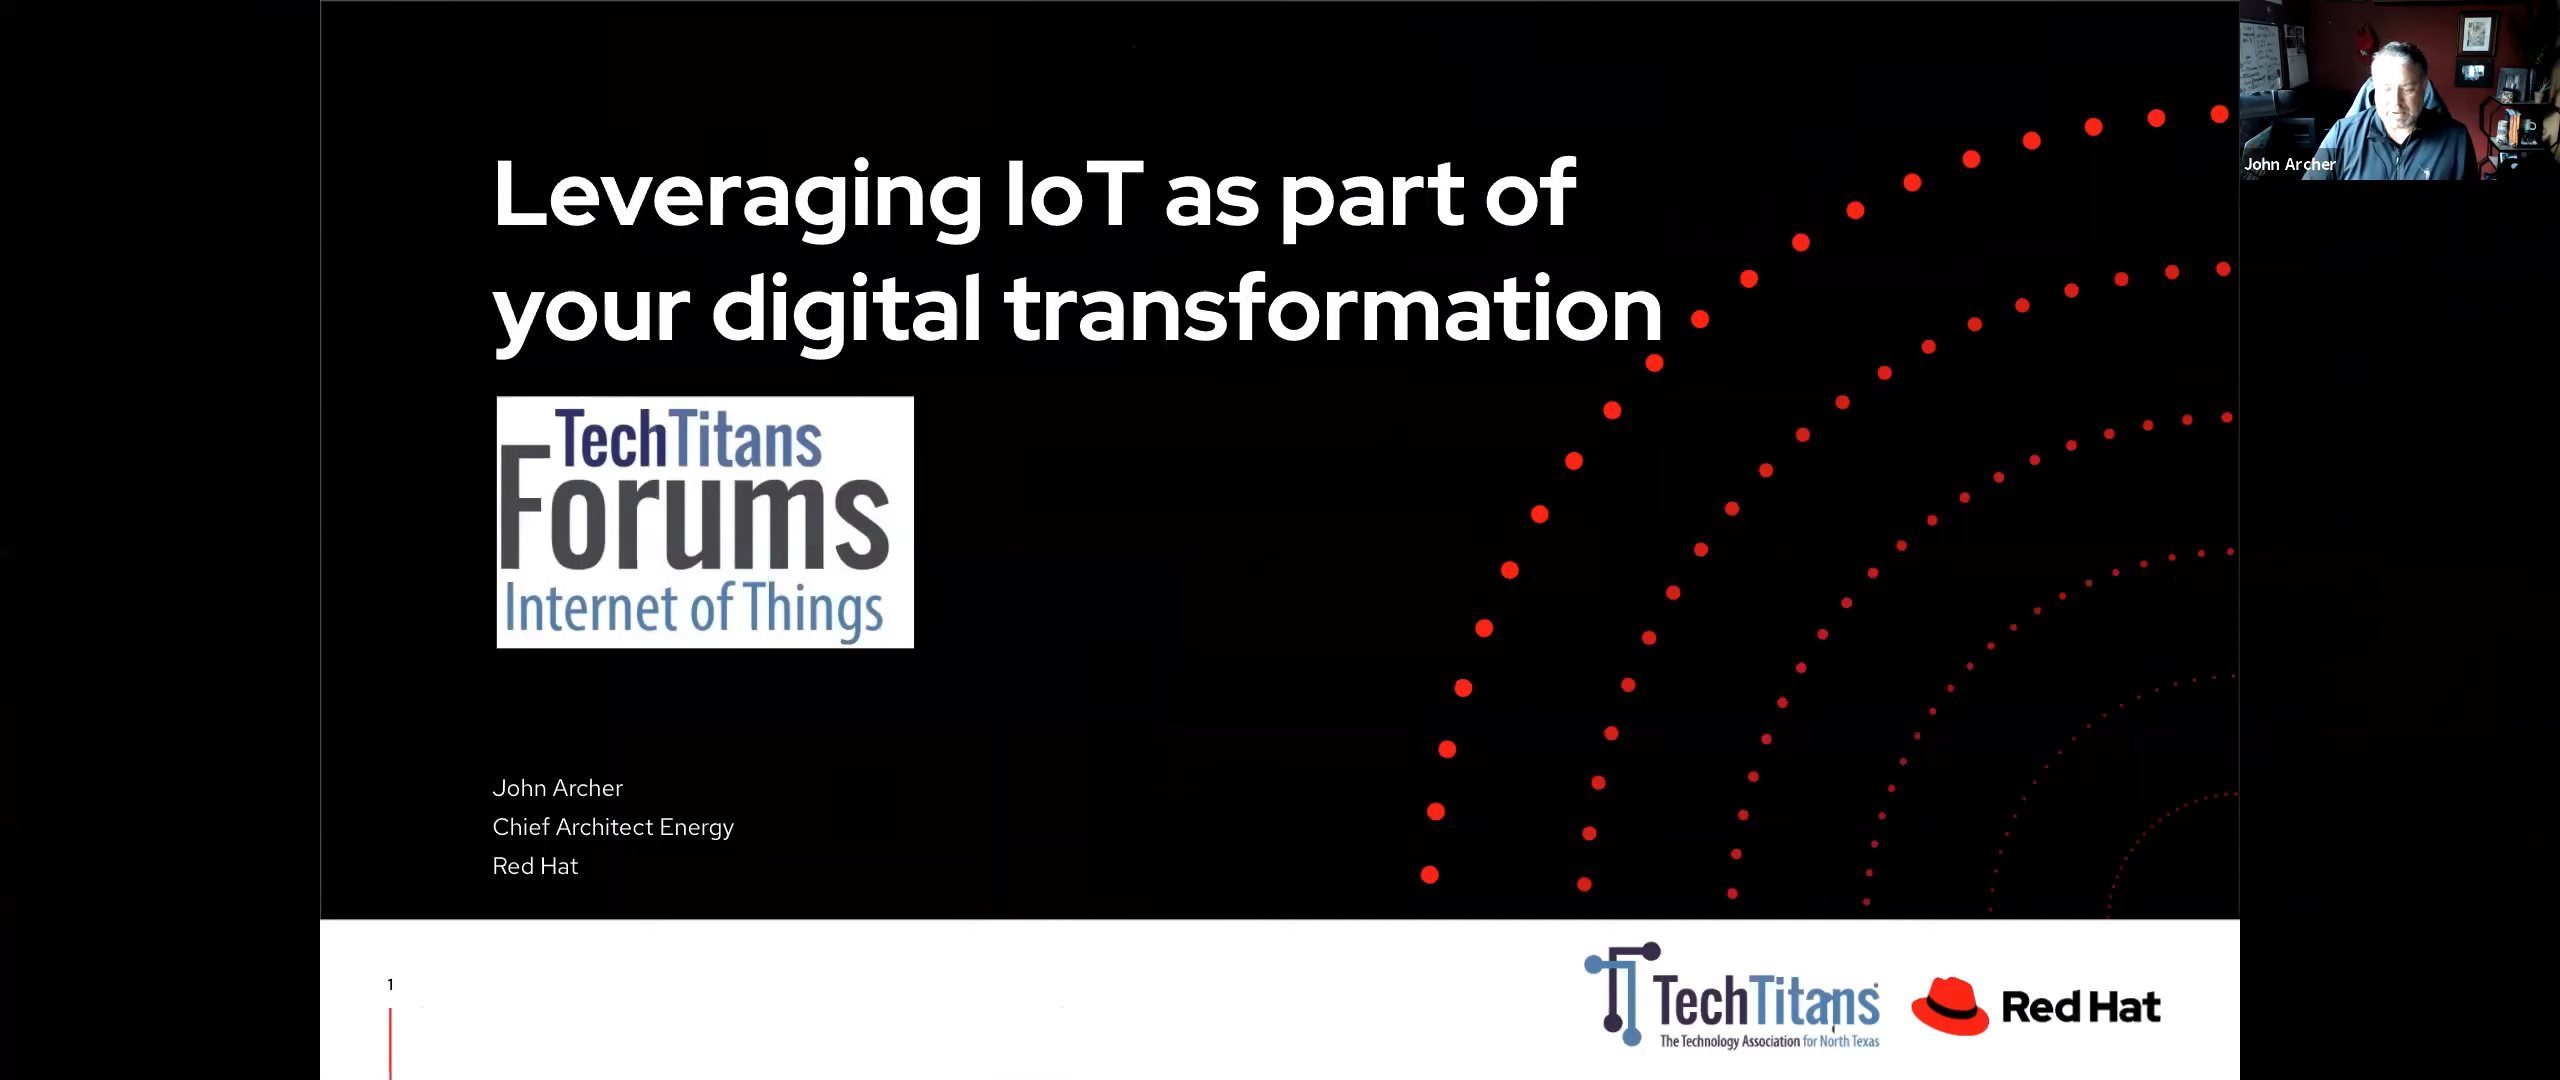 Leveraging IoT as part of
your digital transformation
TechTitans
Forums
Internet of Things
John Archer
Chief Architect Energy
Red Hat
1
TechTitans
The Technology Association for North Texas
Red Hat
John Archer